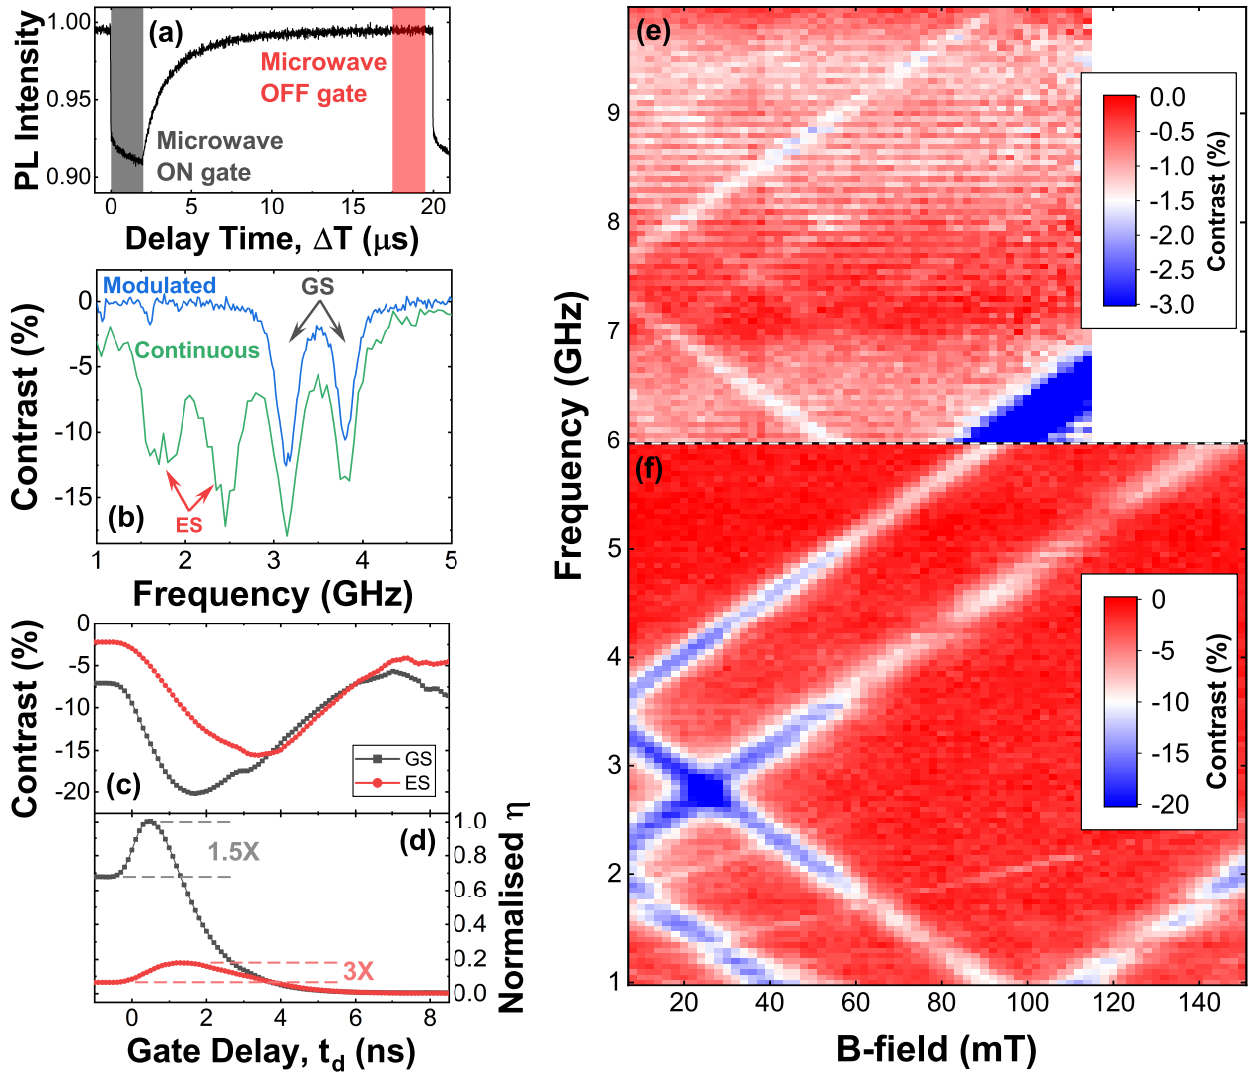 1.00
0.95
0.90
PL Intensity
(a)
Microwave
OFF gate
Microwave
ON gate
0 5 10 15 20
Delay Time, ΔT (μs)
0
-5
-10
-15
Contrast (%)
Modulated
GS
Continuous
ES
(b)
1 2 3 4 5
Frequency (GHz)
0
-5
-10
-15
-20
Contrast (%)
GS
ES
(c)
(d)
1.5X
3X
1.0
0.8
0.6
0.4
0.2
0.0
Normalised η
0 2 4 6 8
Gate Delay, td (ns)
(e)
9
8
7
6
0.0
-0.5
-1.0
-1.5
-2.0
-2.5
-3.0
Contrast (%)
Frequency (GHz)
(f)
5
4
3
2
1
0
-5
-10
-15
-20
Contrast (%)
20 40 60 80 100 120 140
B-field (mT)